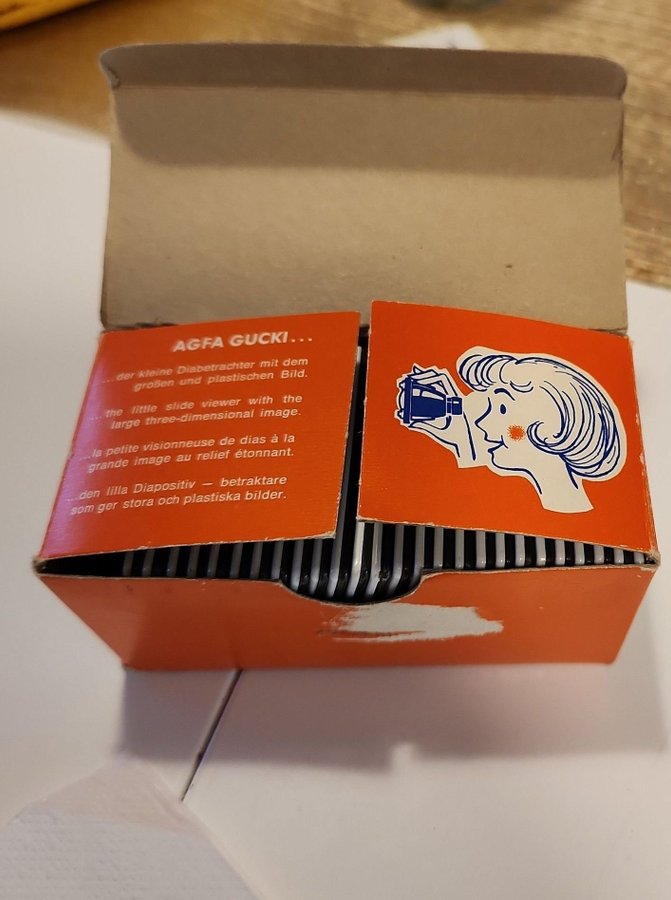 AGFA GUCKI...
...der kleine Diabetrachter mit dem
großen und plastischen Bild.
...the little slide viewer with the
large three-dimensional image.
...la petite visionneuse de dias à la
grande image au relief étonnant.
...den lilla Diapositiv — betraktare
som ger stora och plastiska bilder.